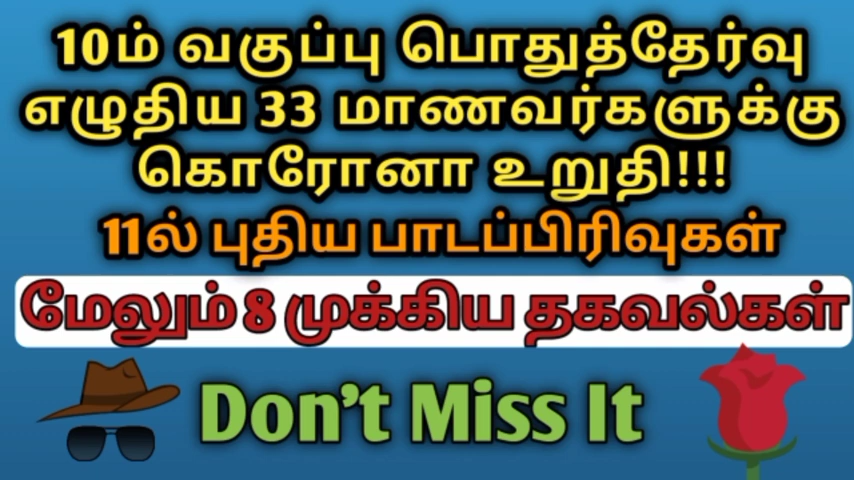 10ம் வகுப்பு பொதுத்தேர்வு
எழுதிய 33 மாணவர்களுக்கு
கொரோனா உறுதி!!!
11ல் புதிய பாடப்பிரிவுகள்
மேலும் 8 முக்கிய தகவல்கள்
Don't Miss It